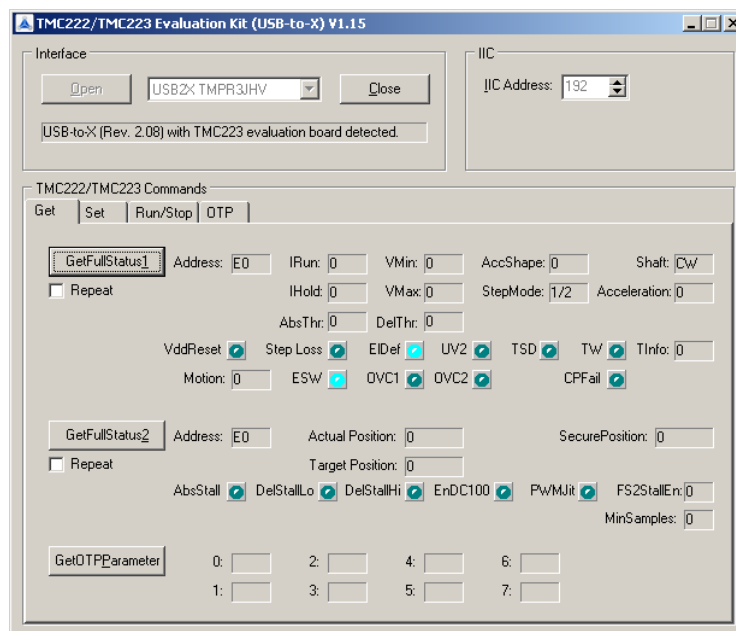 TMC222/TMC223 Evaluation Kit (USB-to-X) V1.15
Interface
IIC
Open USB2X TMPR3JHV Close
IIC Address: 192
USB-to-X (Rev. 2.08) with TMC223 evaluation board detected.
TMC222/TMC223 Commands
Get Set Run/Stop OTP
GetFullStatus1 Address: E0 IRun: 0 VMin: 0 AccShape: 0 Shaft: CW
Repeat IHold: 0 VMax: 0 StepMode: 1/2 Acceleration: 0
AbsThr: 0 DelThr: 0
VddReset Step Loss ElDef UV2 TSD TW TInfo: 0
Motion: 0 ESW OVC1 OVC2 CPFail
GetFullStatus2 Address: E0 Actual Position: 0 SecurePosition: 0
Repeat Target Position: 0
AbsStall DelStallLo DelStallHi EnDC100 PWMJit FS2StallEn: 0
MinSamples: 0
GetOTPParameter 0: 2: 4: 6:
1: 3: 5: 7: